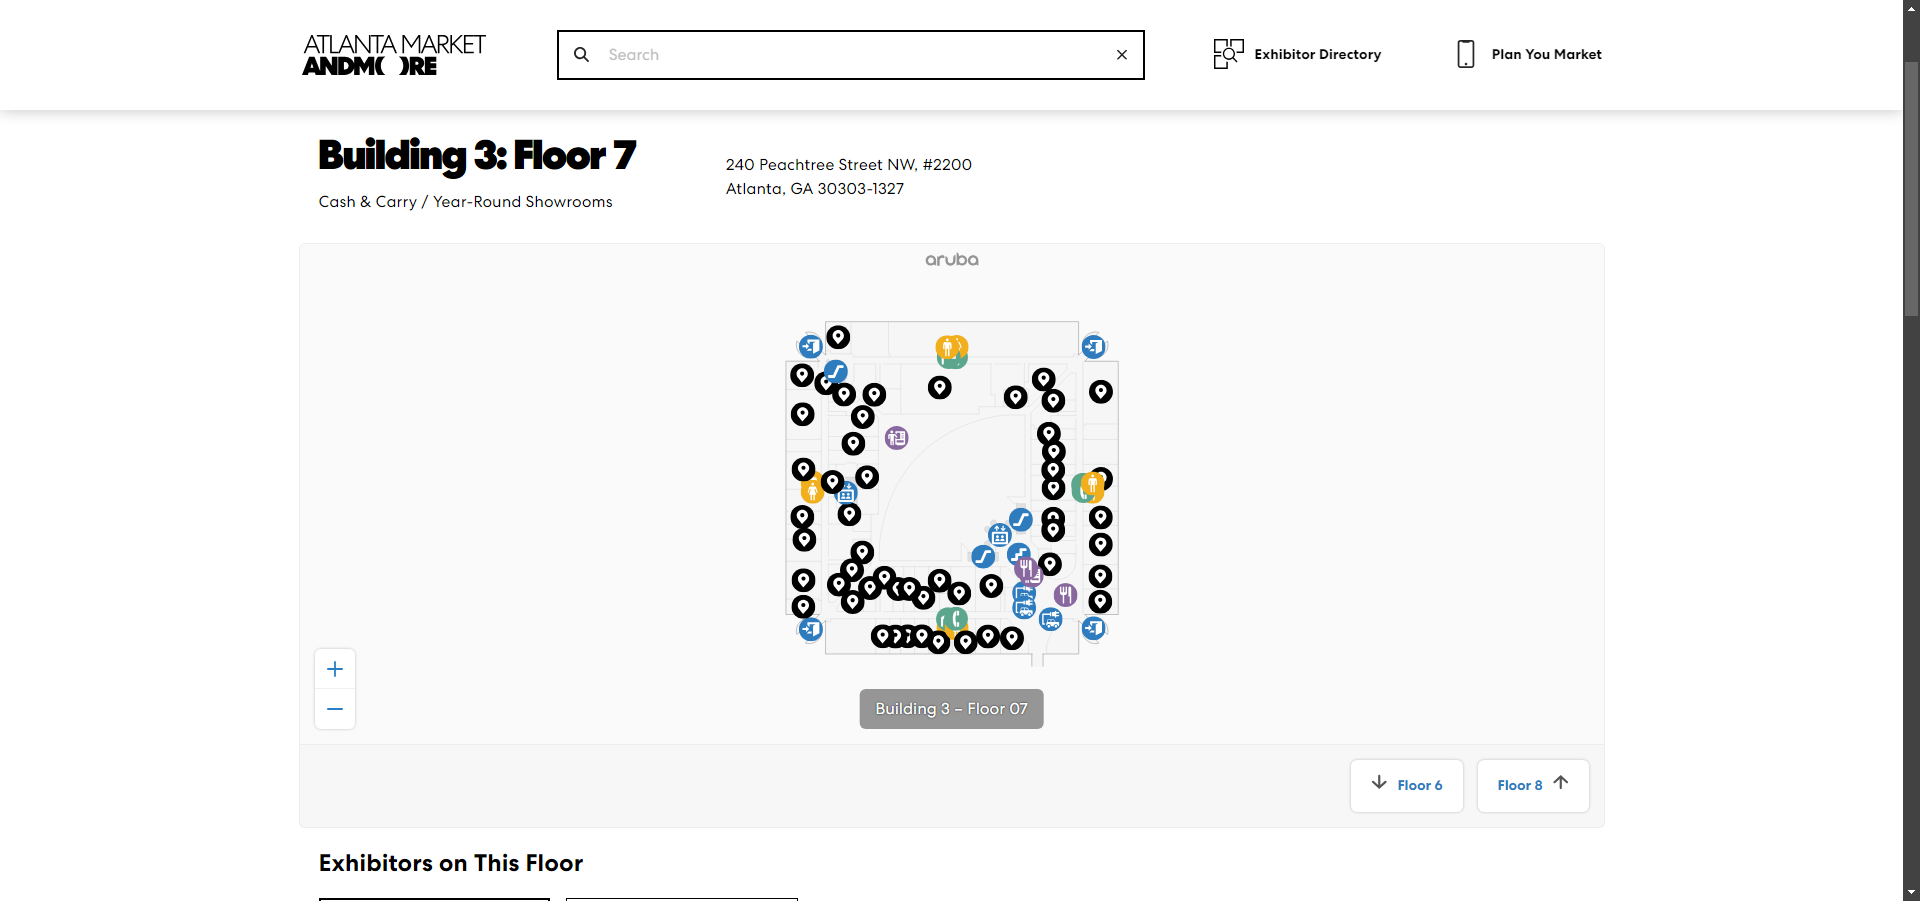 ATLANTA MARKET
ANDMORE
Search
Exhibitor Directory
Plan You Market
Building 3: Floor 7
Cash & Carry / Year-Round Showrooms
240 Peachtree Street NW, #2200
Atlanta, GA 30303-1327
aruba
Building 3 – Floor 07
Floor 6
Floor 8
Exhibitors on This Floor